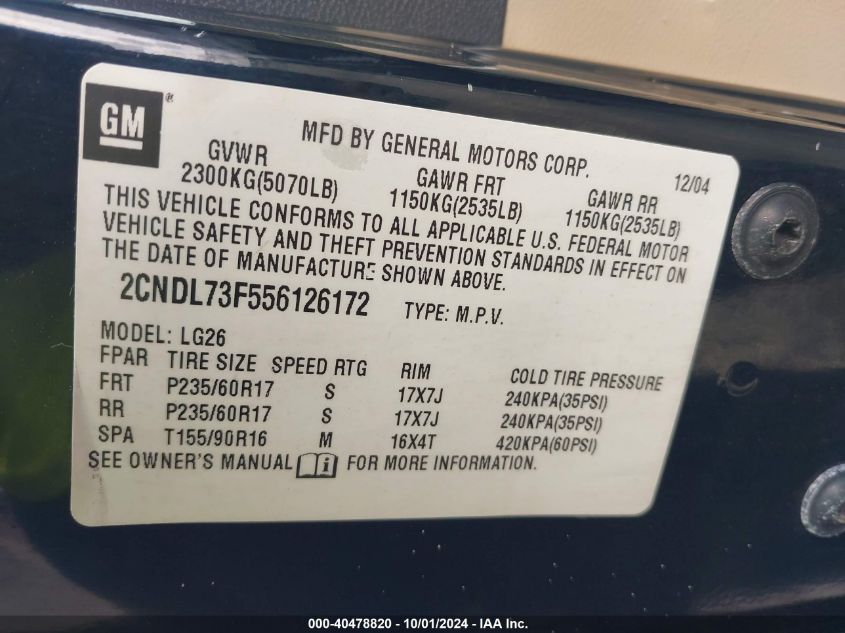 GM®
MFD BY GENERAL MOTORS CORP. 12/04
GVWR GAWR FRT GAWR RR
2300KG(5070LB) 1150KG(2535LB) 1150KG(2535LB)
THIS VEHICLE CONFORMS TO ALL APPLICABLE U.S. FEDERAL MOTOR
VEHICLE SAFETY AND THEFT PREVENTION STANDARDS IN EFFECT ON
THE DATE OF MANUFACTURE SHOWN ABOVE.
2CNDL73F556126172 TYPE: M.P.V.
MODEL: LG26
FPAR TIRE SIZE SPEED RTG RIM COLD TIRE PRESSURE
FRT P235/60R17 S 17X7J 240KPA(35PSI)
RR P235/60R17 S 17X7J 240KPA(35PSI)
SPA T155/90R16 M 16X4T 420KPA(60PSI)
SEE OWNER'S MANUAL i FOR MORE INFORMATION.
000-40478820 - 10/01/2024 - IAA Inc.